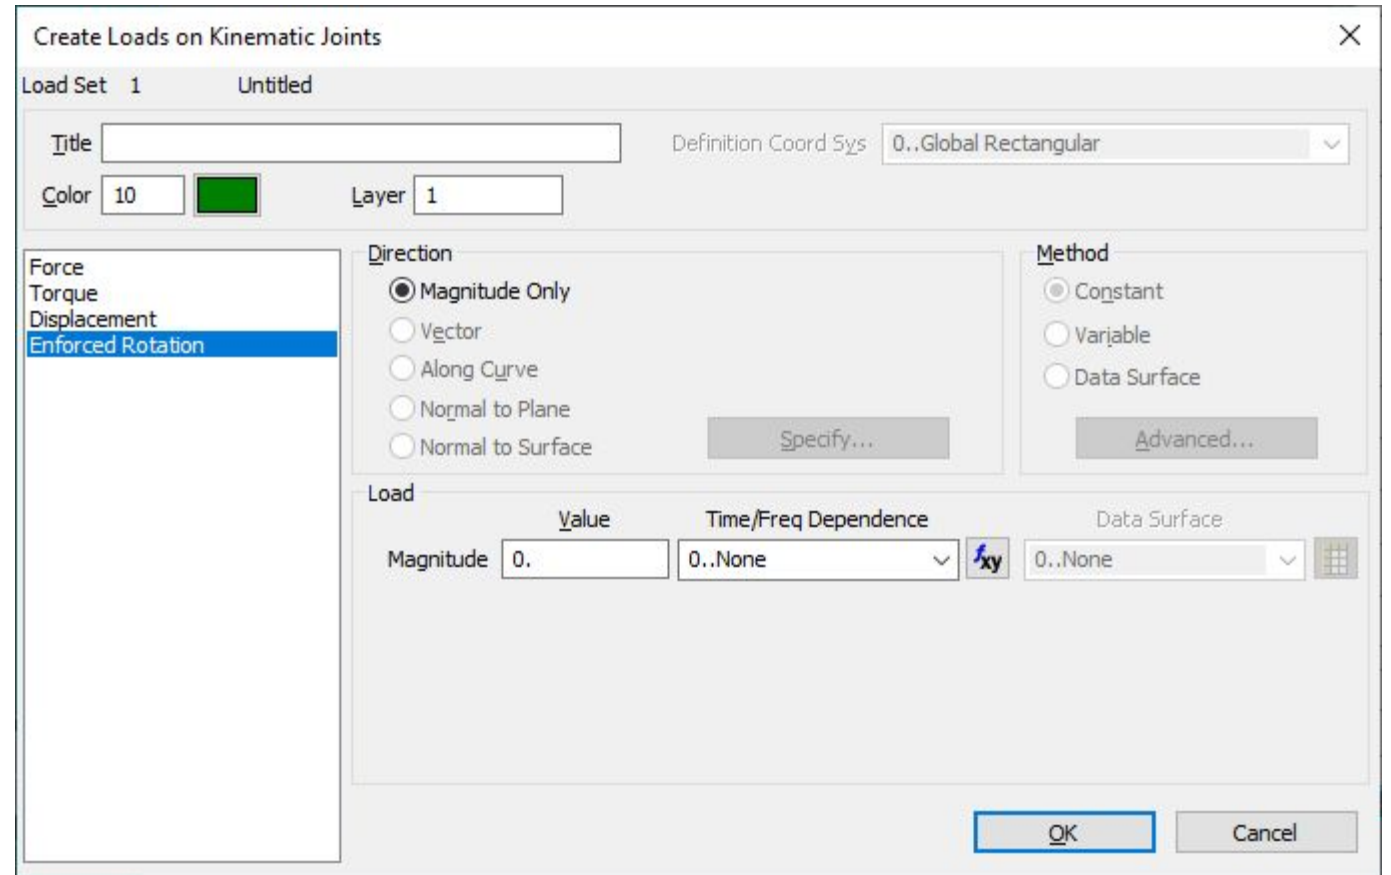 Create Loads on Kinematic Joints
Load Set 1 Untitled
Title Definition Coord Sys 0..Global Rectangular
Color 10 Layer 1
Force
Torque
Displacement
Enforced Rotation
Direction
Magnitude Only
Vector
Along Curve
Normal to Plane
Normal to Surface
Specify...
Method
Constant
Variable
Data Surface
Advanced...
Load
Value Time/Freq Dependence Data Surface
Magnitude 0. 0..None fxy 0..None
OK Cancel